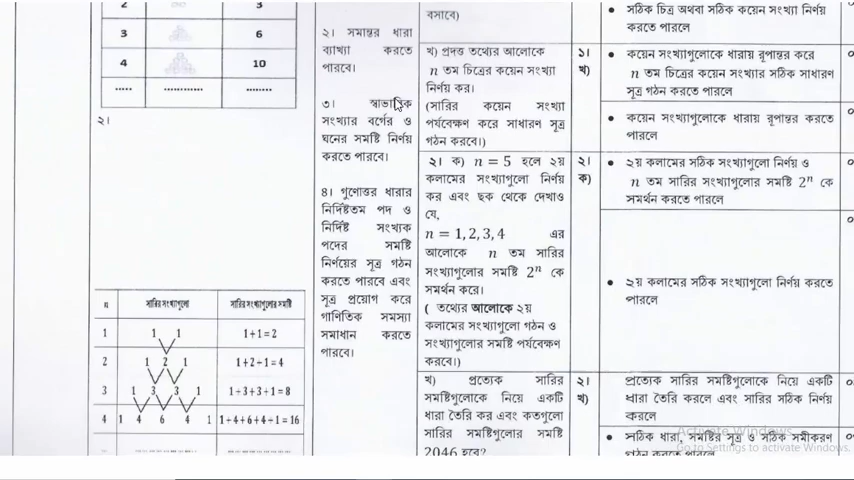 2 3
3 6
4 10
..... ............ ........
২।
n সারির সংখ্যাগুলো সারির সংখ্যাগুলোর সমষ্টি
1 1 1 1+1=2
2 1 2 1 1+2+1=4
3 1 3 3 1 1+3+3+1=8
4 1 4 6 4 1 1+4+6+4+1=16
২। সমান্তর ধারা
ব্যাখ্যা করতে
পারবে।
৩। স্বাভাবিক
সংখ্যার বর্গের ও
ঘনের সমষ্টি নির্ণয়
করতে পারবে।
৪। গুণোত্তর ধারার
নির্দিষ্টতম পদ ও
নির্দিষ্ট সংখ্যক
পদের সমষ্টি
নির্ণয়ের সূত্র গঠন
করতে পারবে এবং
সূত্র প্রয়োগ করে
গাণিতিক সমস্যা
সমাধান করতে
পারবে।
বসাবে)
খ) প্রদত্ত তথ্যের আলোকে
n তম চিত্রের কয়েন সংখ্যা
নির্ণয় কর।
(সারির কয়েন সংখ্যা
পর্যবেক্ষণ করে সাধারণ সূত্র
গঠন করবে।)
২। ক) n = 5 হলে ২য়
কলামের সংখ্যাগুলো নির্ণয়
কর এবং ছক থেকে দেখাও
যে,
n = 1, 2, 3, 4 এর
আলোকে n তম সারির
সংখ্যাগুলোর সমষ্টি 2ⁿ কে
সমর্থন করে।
( তথ্যের আলোকে ২য়
কলামের সংখ্যাগুলো গঠন ও
সংখ্যাগুলোর সমষ্টি পর্যবেক্ষণ
করবে।)
খ) প্রত্যেক সারির
সমষ্টিগুলোকে নিয়ে একটি
ধারা তৈরি কর এবং কতগুলো
সারির সমষ্টিগুলোর সমষ্টি
2046 হবে?
১।
খ)
২।
ক)
২।
খ)
• সঠিক চিত্র অথবা সঠিক কয়েন সংখ্যা নির্ণয়
করতে পারলে
• কয়েন সংখ্যাগুলোকে ধারায় রূপান্তর করে
n তম চিত্রের কয়েন সংখ্যার সঠিক সাধারণ
সূত্র গঠন করতে পারলে
• কয়েন সংখ্যাগুলোকে ধারায় রূপান্তর করতে
পারলে
• ২য় কলামের সঠিক সংখ্যাগুলো নির্ণয় ও
n তম সারির সংখ্যাগুলোর সমষ্টি 2ⁿ কে
সমর্থন করতে পারলে
• ২য় কলামের সঠিক সংখ্যাগুলো নির্ণয় করতে
পারলে
প্রত্যেক সারির সমষ্টিগুলোকে নিয়ে একটি
ধারা তৈরি করলে এবং সারির সঠিক নির্ণয়
করলে
• সঠিক ধারা, সমষ্টির সূত্র ও সঠিক সমীকরণ
গঠন করতে পারলে
Activate Windows
Go to Settings to activate Windows.